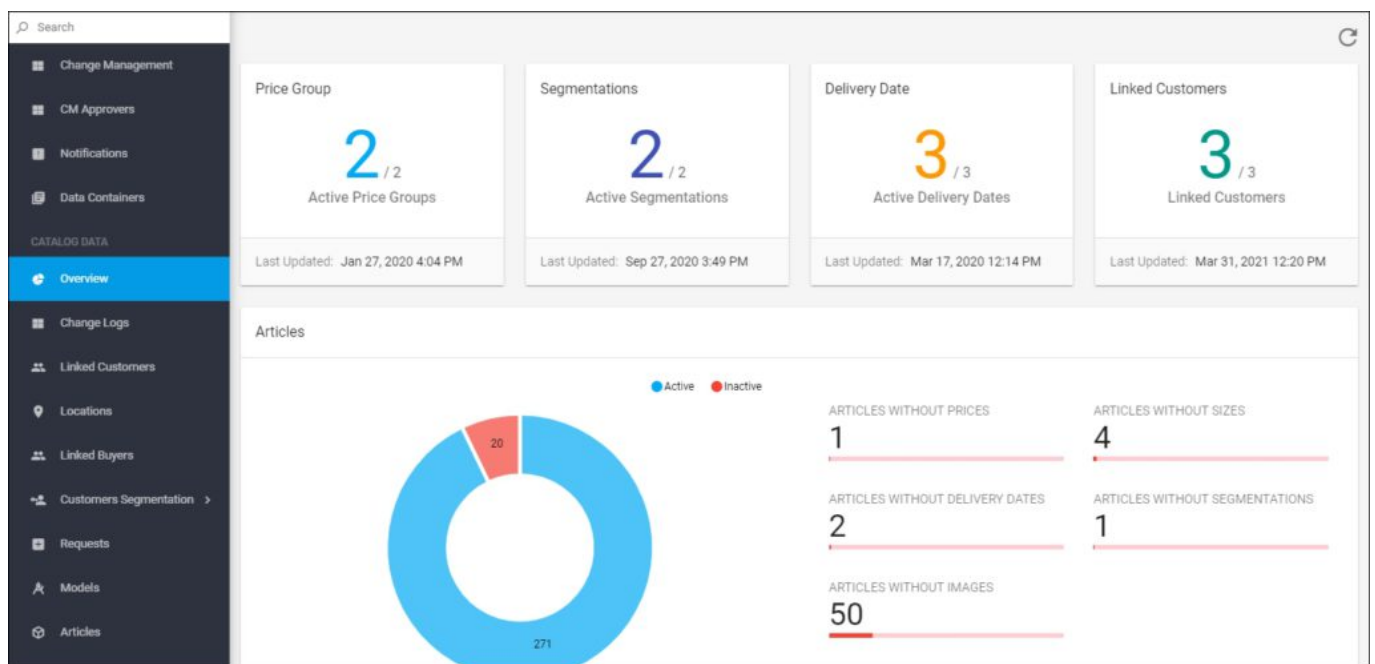 Search
Change Management
CM Approvers
Notifications
Data Containers
CATALOG DATA
Overview
Change Logs
Linked Customers
Locations
Linked Buyers
Customers Segmentation >
Requests
Models
Articles
Price Group
2 / 2
Active Price Groups
Last Updated: Jan 27, 2020 4:04 PM
Segmentations
2 / 2
Active Segmentations
Last Updated: Sep 27, 2020 3:49 PM
Delivery Date
3 / 3
Active Delivery Dates
Last Updated: Mar 17, 2020 12:14 PM
Linked Customers
3 / 3
Linked Customers
Last Updated: Mar 31, 2021 12:20 PM
Articles
Active Inactive
20
271
ARTICLES WITHOUT PRICES
1
ARTICLES WITHOUT SIZES
4
ARTICLES WITHOUT DELIVERY DATES
2
ARTICLES WITHOUT SEGMENTATIONS
1
ARTICLES WITHOUT IMAGES
50